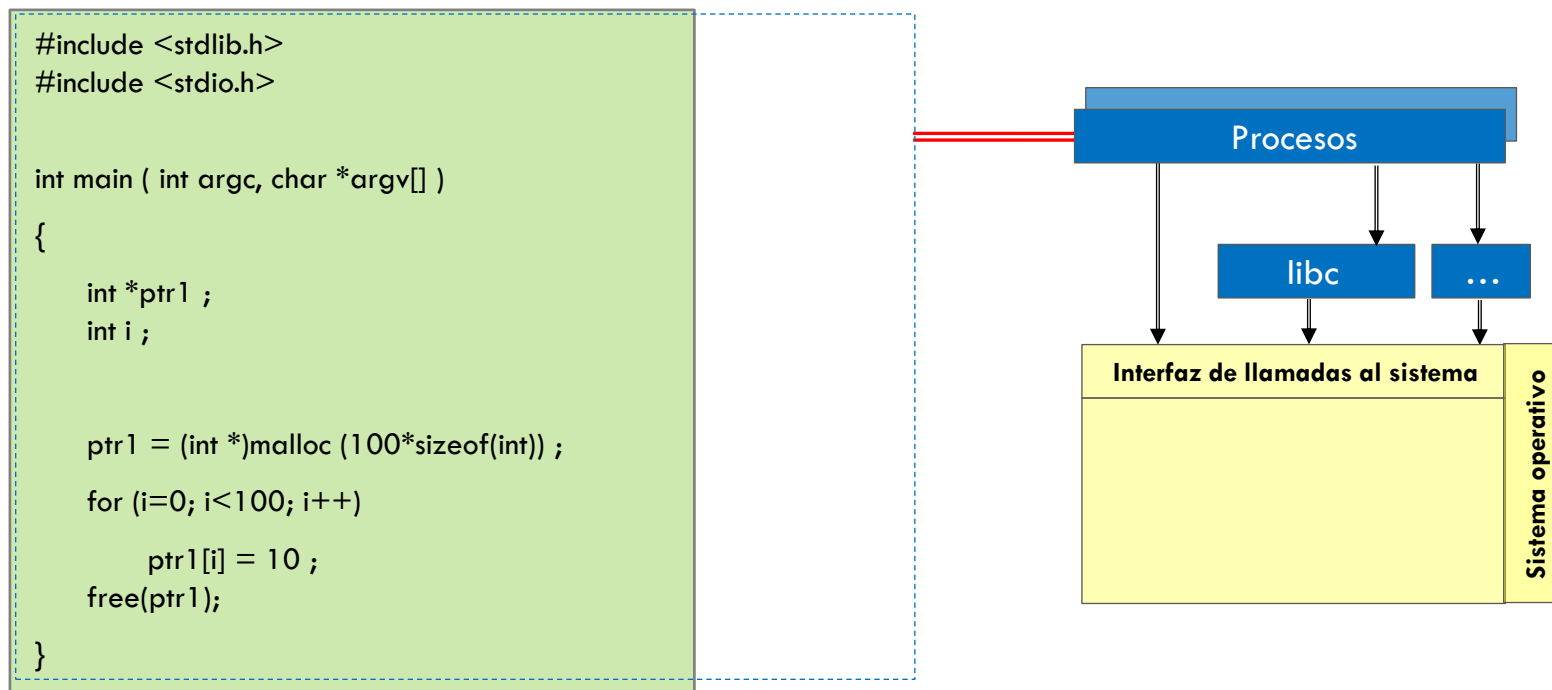 #include <stdlib.h>
#include <stdio.h>
int main ( int argc, char *argv[] )
{
int *ptr1 ;
int i ;
ptr1 = (int *)malloc (100*sizeof(int)) ;
for (i=0; i<100; i++)
ptr1[i] = 10 ;
free(ptr1);
}
Procesos
libc
...
Interfaz de llamadas al sistema
Sistema operativo